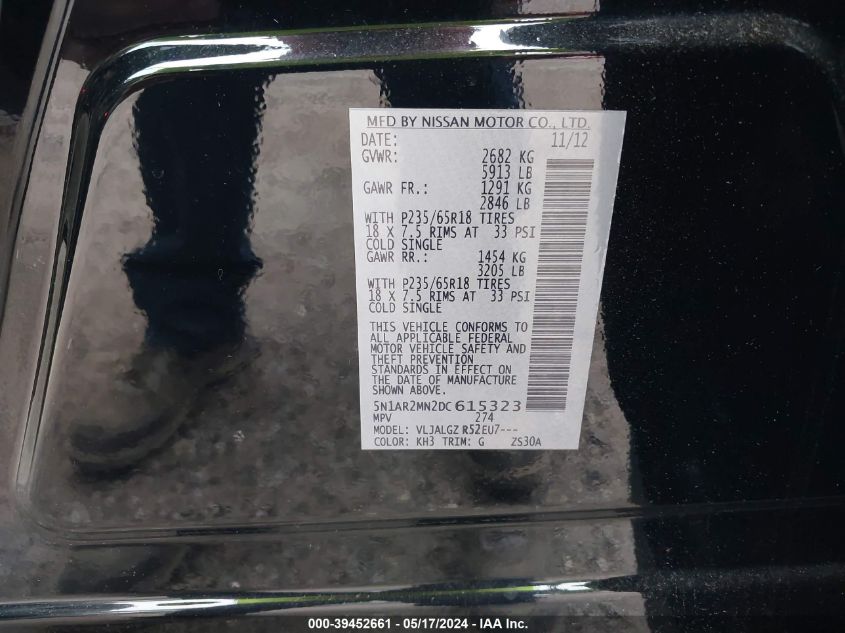 MFD BY NISSAN MOTOR CO., LTD.
DATE: 11/12
GVWR: 2682 KG
5913 LB
GAWR FR.: 1291 KG
2846 LB
WITH P235/65R18 TIRES
18 X 7.5 RIMS AT 33 PSI
COLD SINGLE
GAWR RR.: 1454 KG
3205 LB
WITH P235/65R18 TIRES
18 X 7.5 RIMS AT 33 PSI
COLD SINGLE
THIS VEHICLE CONFORMS TO
ALL APPLICABLE FEDERAL
MOTOR VEHICLE SAFETY AND
THEFT PREVENTION
STANDARDS IN EFFECT ON
THE DATE OF MANUFACTURE
SHOWN ABOVE.
5N1AR2MN2DC615323
MPV 274
MODEL: VLJALGZ R52EU7---
COLOR: KH3 TRIM: G ZS30A
000-39452661 - 05/17/2024 - IAA Inc.